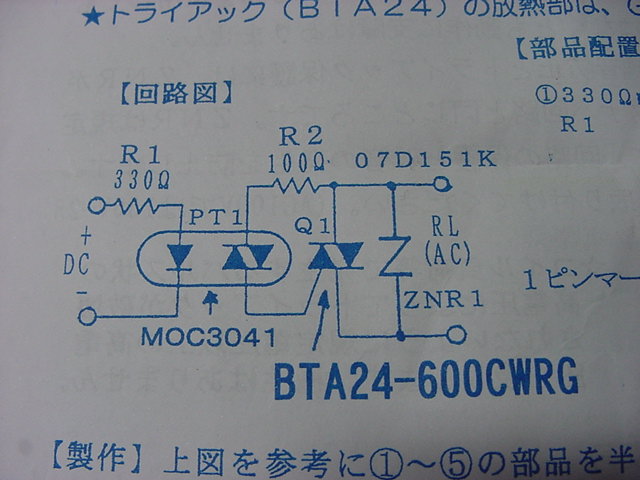 ★トライアック(BTA24)の放熱部は、
【部品配置
【回路図】
①330Ω
R1
R2
R1
100Ω
07D151K
330Ω
PT1
Q1
RL
(AC)
+
DC
-
1ピンマー
ZNR1
MOC3041
BTA24-600CWRG
【製作】上図を参考に①~⑤の部品を半